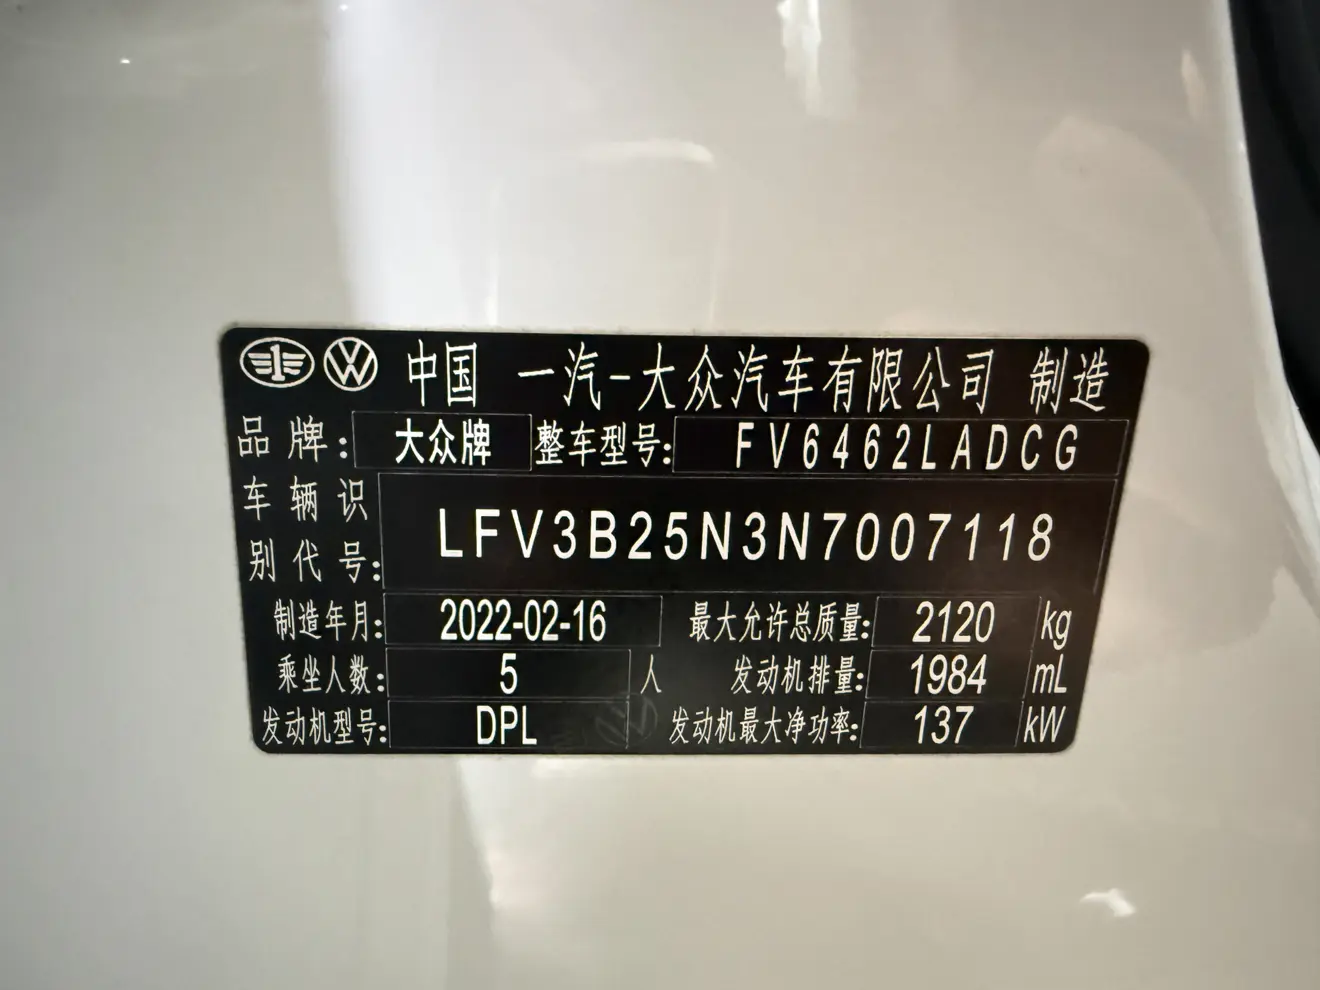 中国 一汽-大众汽车有限公司 制造
品牌: 大众牌 整车型号: FV6462LADCG
车辆识别代号: LFV3B25N3N7007118
制造年月: 2022-02-16 最大允许总质量: 2120 kg
乘坐人数: 5 人 发动机排量: 1984 mL
发动机型号: DPL 发动机最大净功率: 137 kW